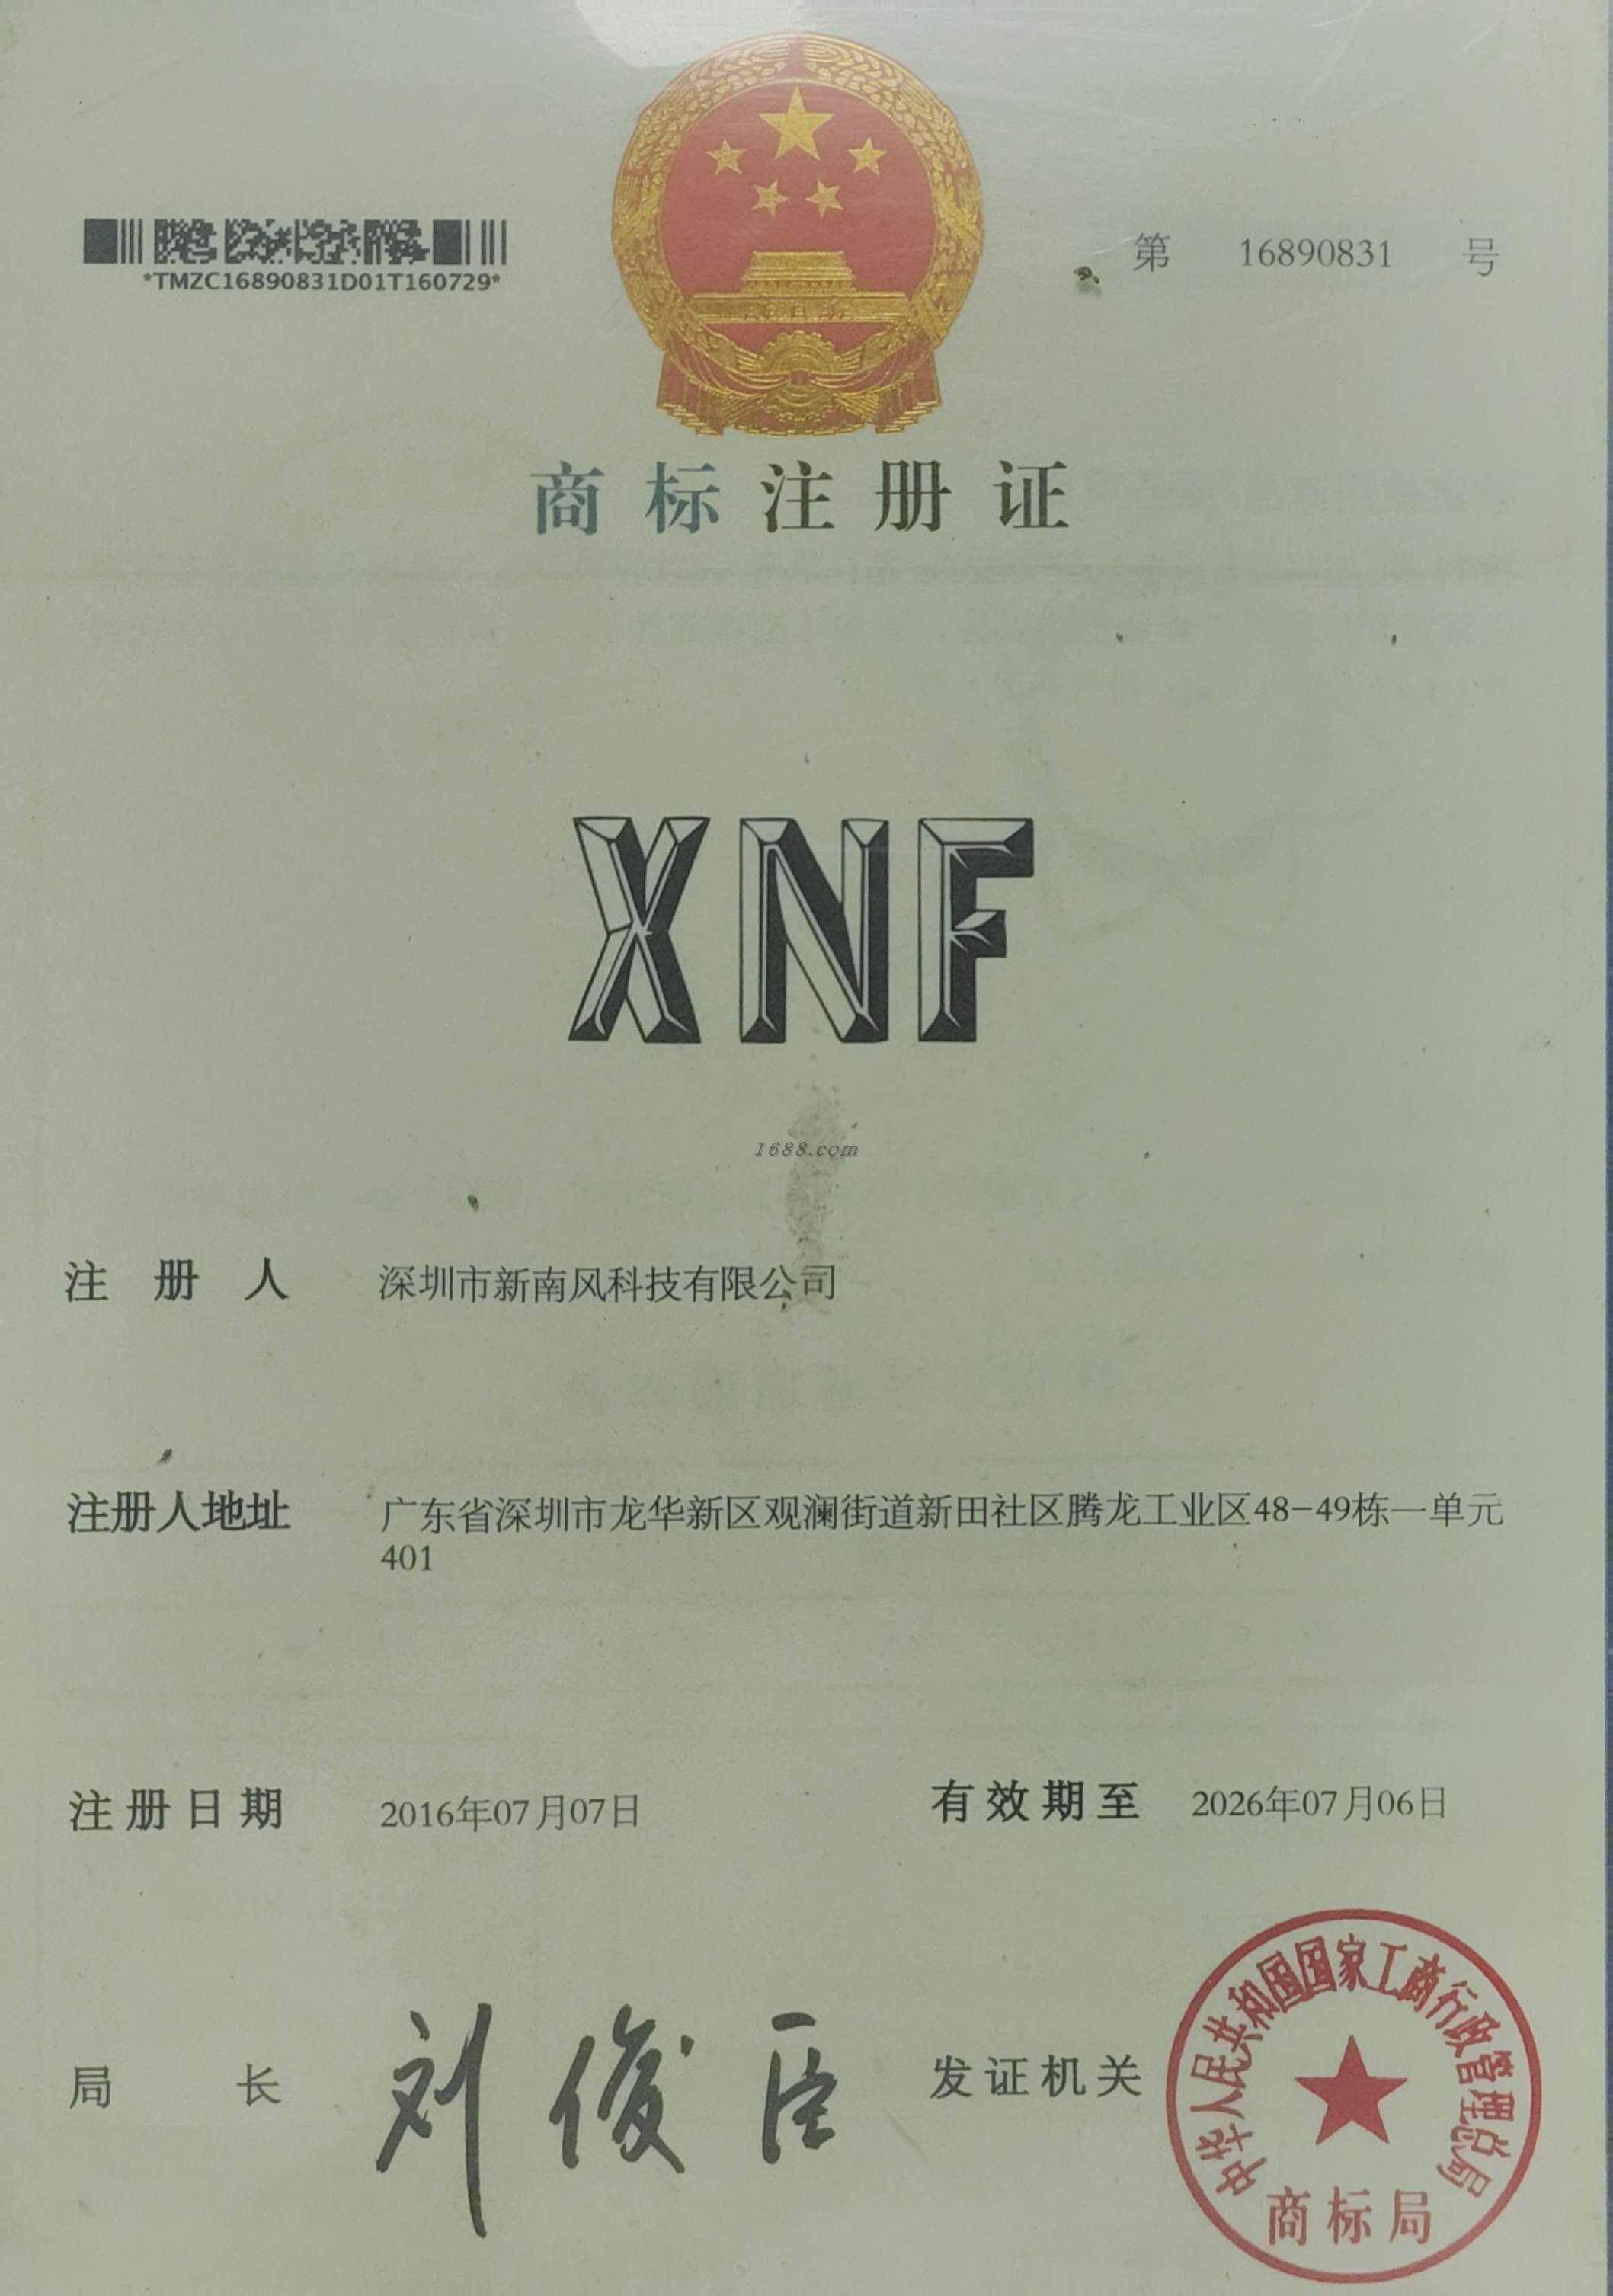 *TMZC16890831D01T160729*
第 16890831 号
商标注册证
XNF
1688.com
注册人 深圳市新南风科技有限公司
注册人地址 广东省深圳市龙华新区观澜街道新田社区腾龙工业区48-49栋一单元
401
注册日期 2016年07月07日 有效期至 2026年07月06日
局长 刘俊臣 发证机关
中华人民共和国国家工商行政管理总局
商标局